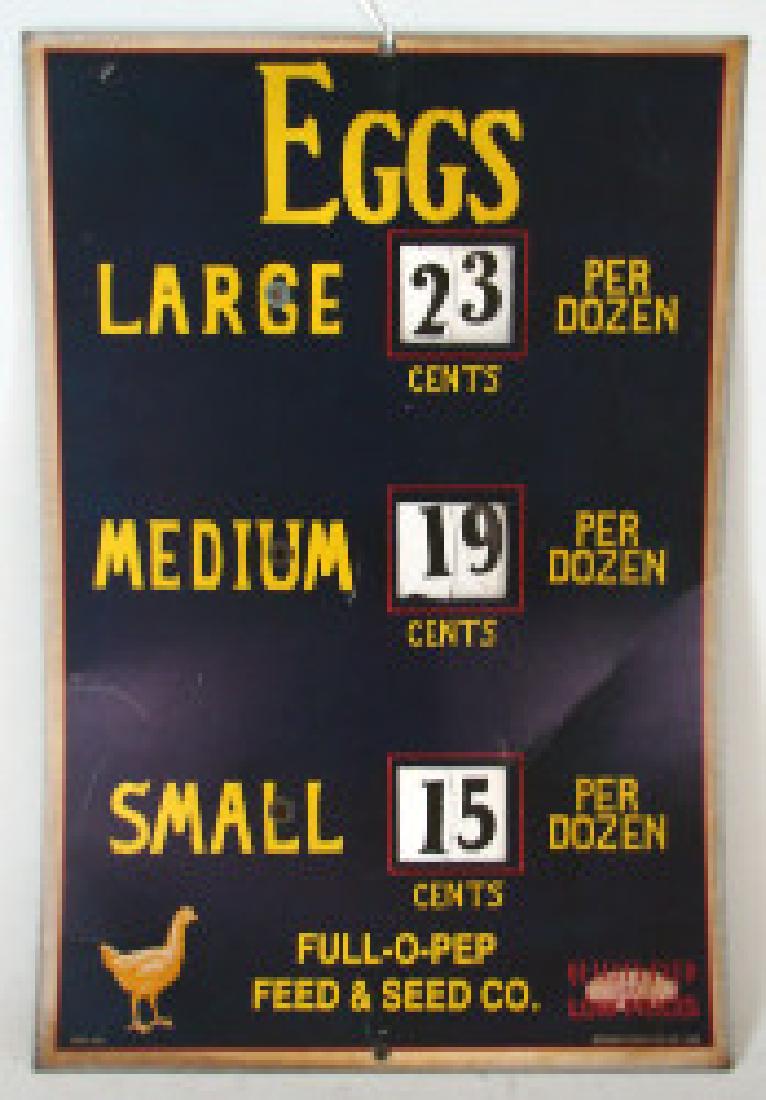 EGGS
LARGE 23 PER DOZEN
CENTS
MEDIUM 19 PER DOZEN
CENTS
SMALL 15 PER DOZEN
CENTS
FULL-O-PEP
FEED & SEED CO.